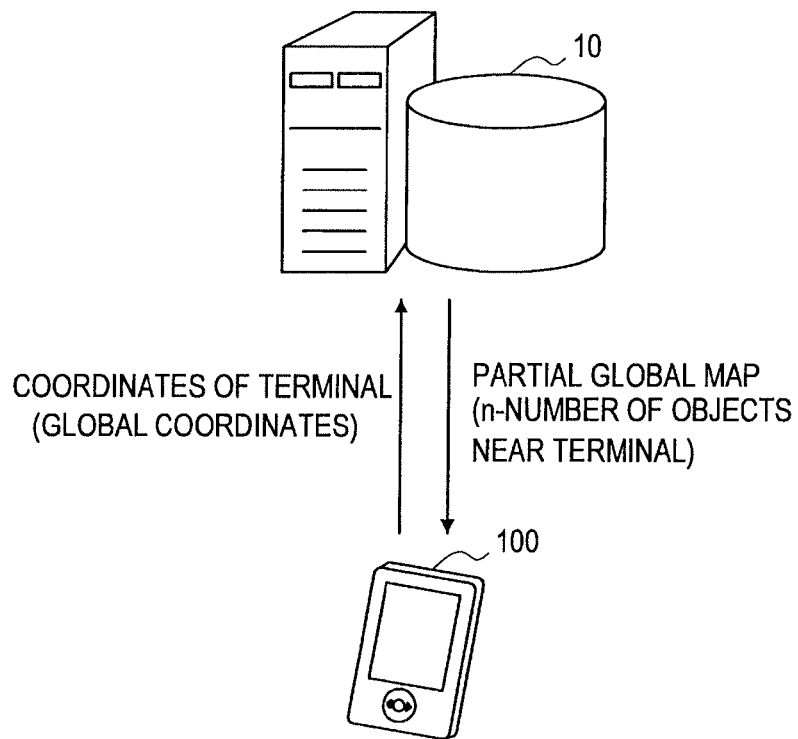 10
COORDINATES OF TERMINAL
(GLOBAL COORDINATES)
PARTIAL GLOBAL MAP
(n-NUMBER OF OBJECTS
NEAR TERMINAL)
100